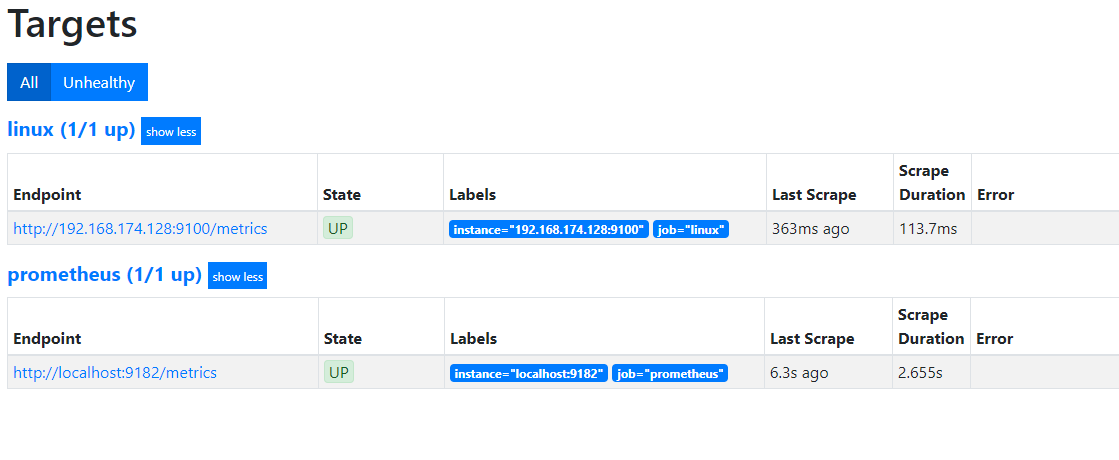 Targets
All Unhealthy
linux (1/1 up) show less
Endpoint State Labels Last Scrape Scrape Duration Error
http://192.168.174.128:9100/metrics UP instance="192.168.174.128:9100" job="linux" 363ms ago 113.7ms
prometheus (1/1 up) show less
Endpoint State Labels Last Scrape Scrape Duration Error
http://localhost:9182/metrics UP instance="localhost:9182" job="prometheus" 6.3s ago 2.655s